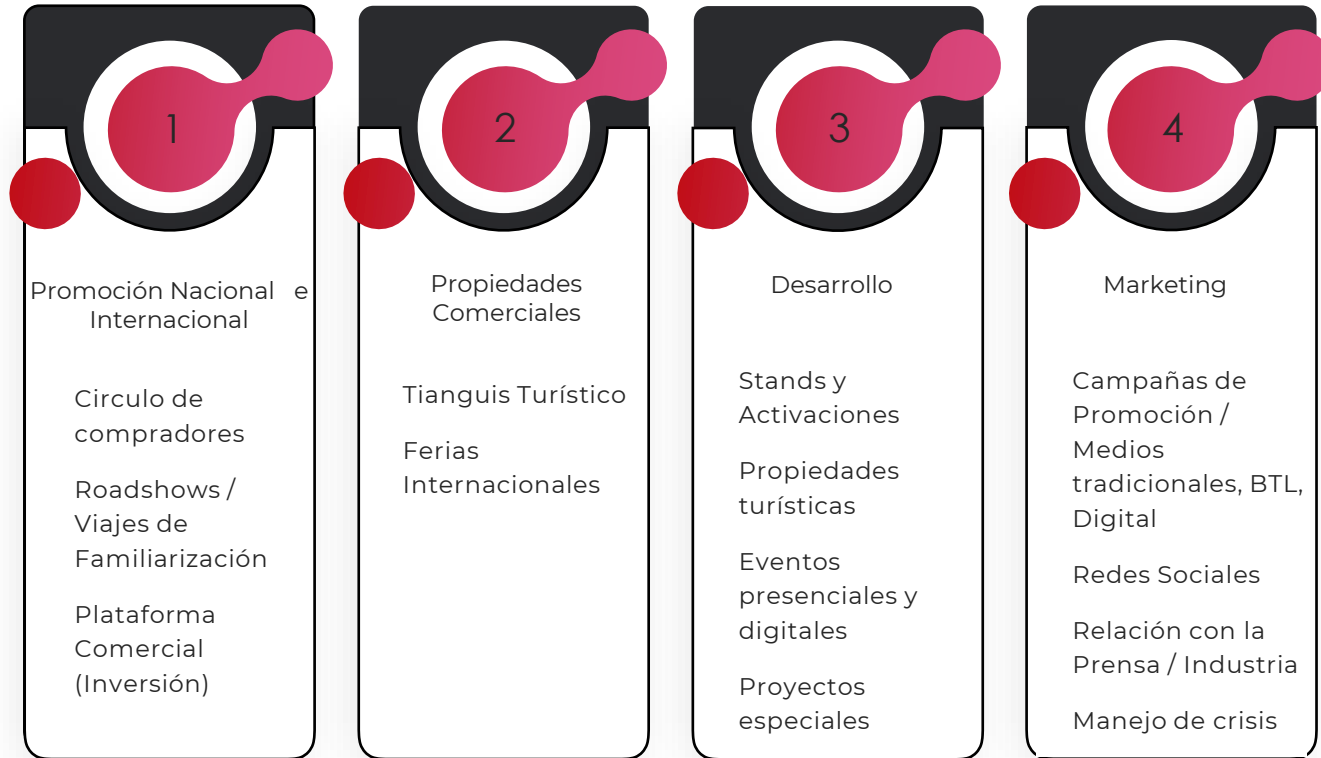 1
Promoción Nacional e
Internacional
Circulo de
compradores
Roadshows /
Viajes de
Familiarización
Plataforma
Comercial
(Inversión)
2
Propiedades
Comerciales
Tianguis Turístico
Ferias
Internacionales
3
Desarrollo
Stands y
Activaciones
Propiedades
turísticas
Eventos
presenciales y
digitales
Proyectos
especiales
4
Marketing
Campañas de
Promoción /
Medios
tradicionales, BTL,
Digital
Redes Sociales
Relación con la
Prensa / Industria
Manejo de crisis